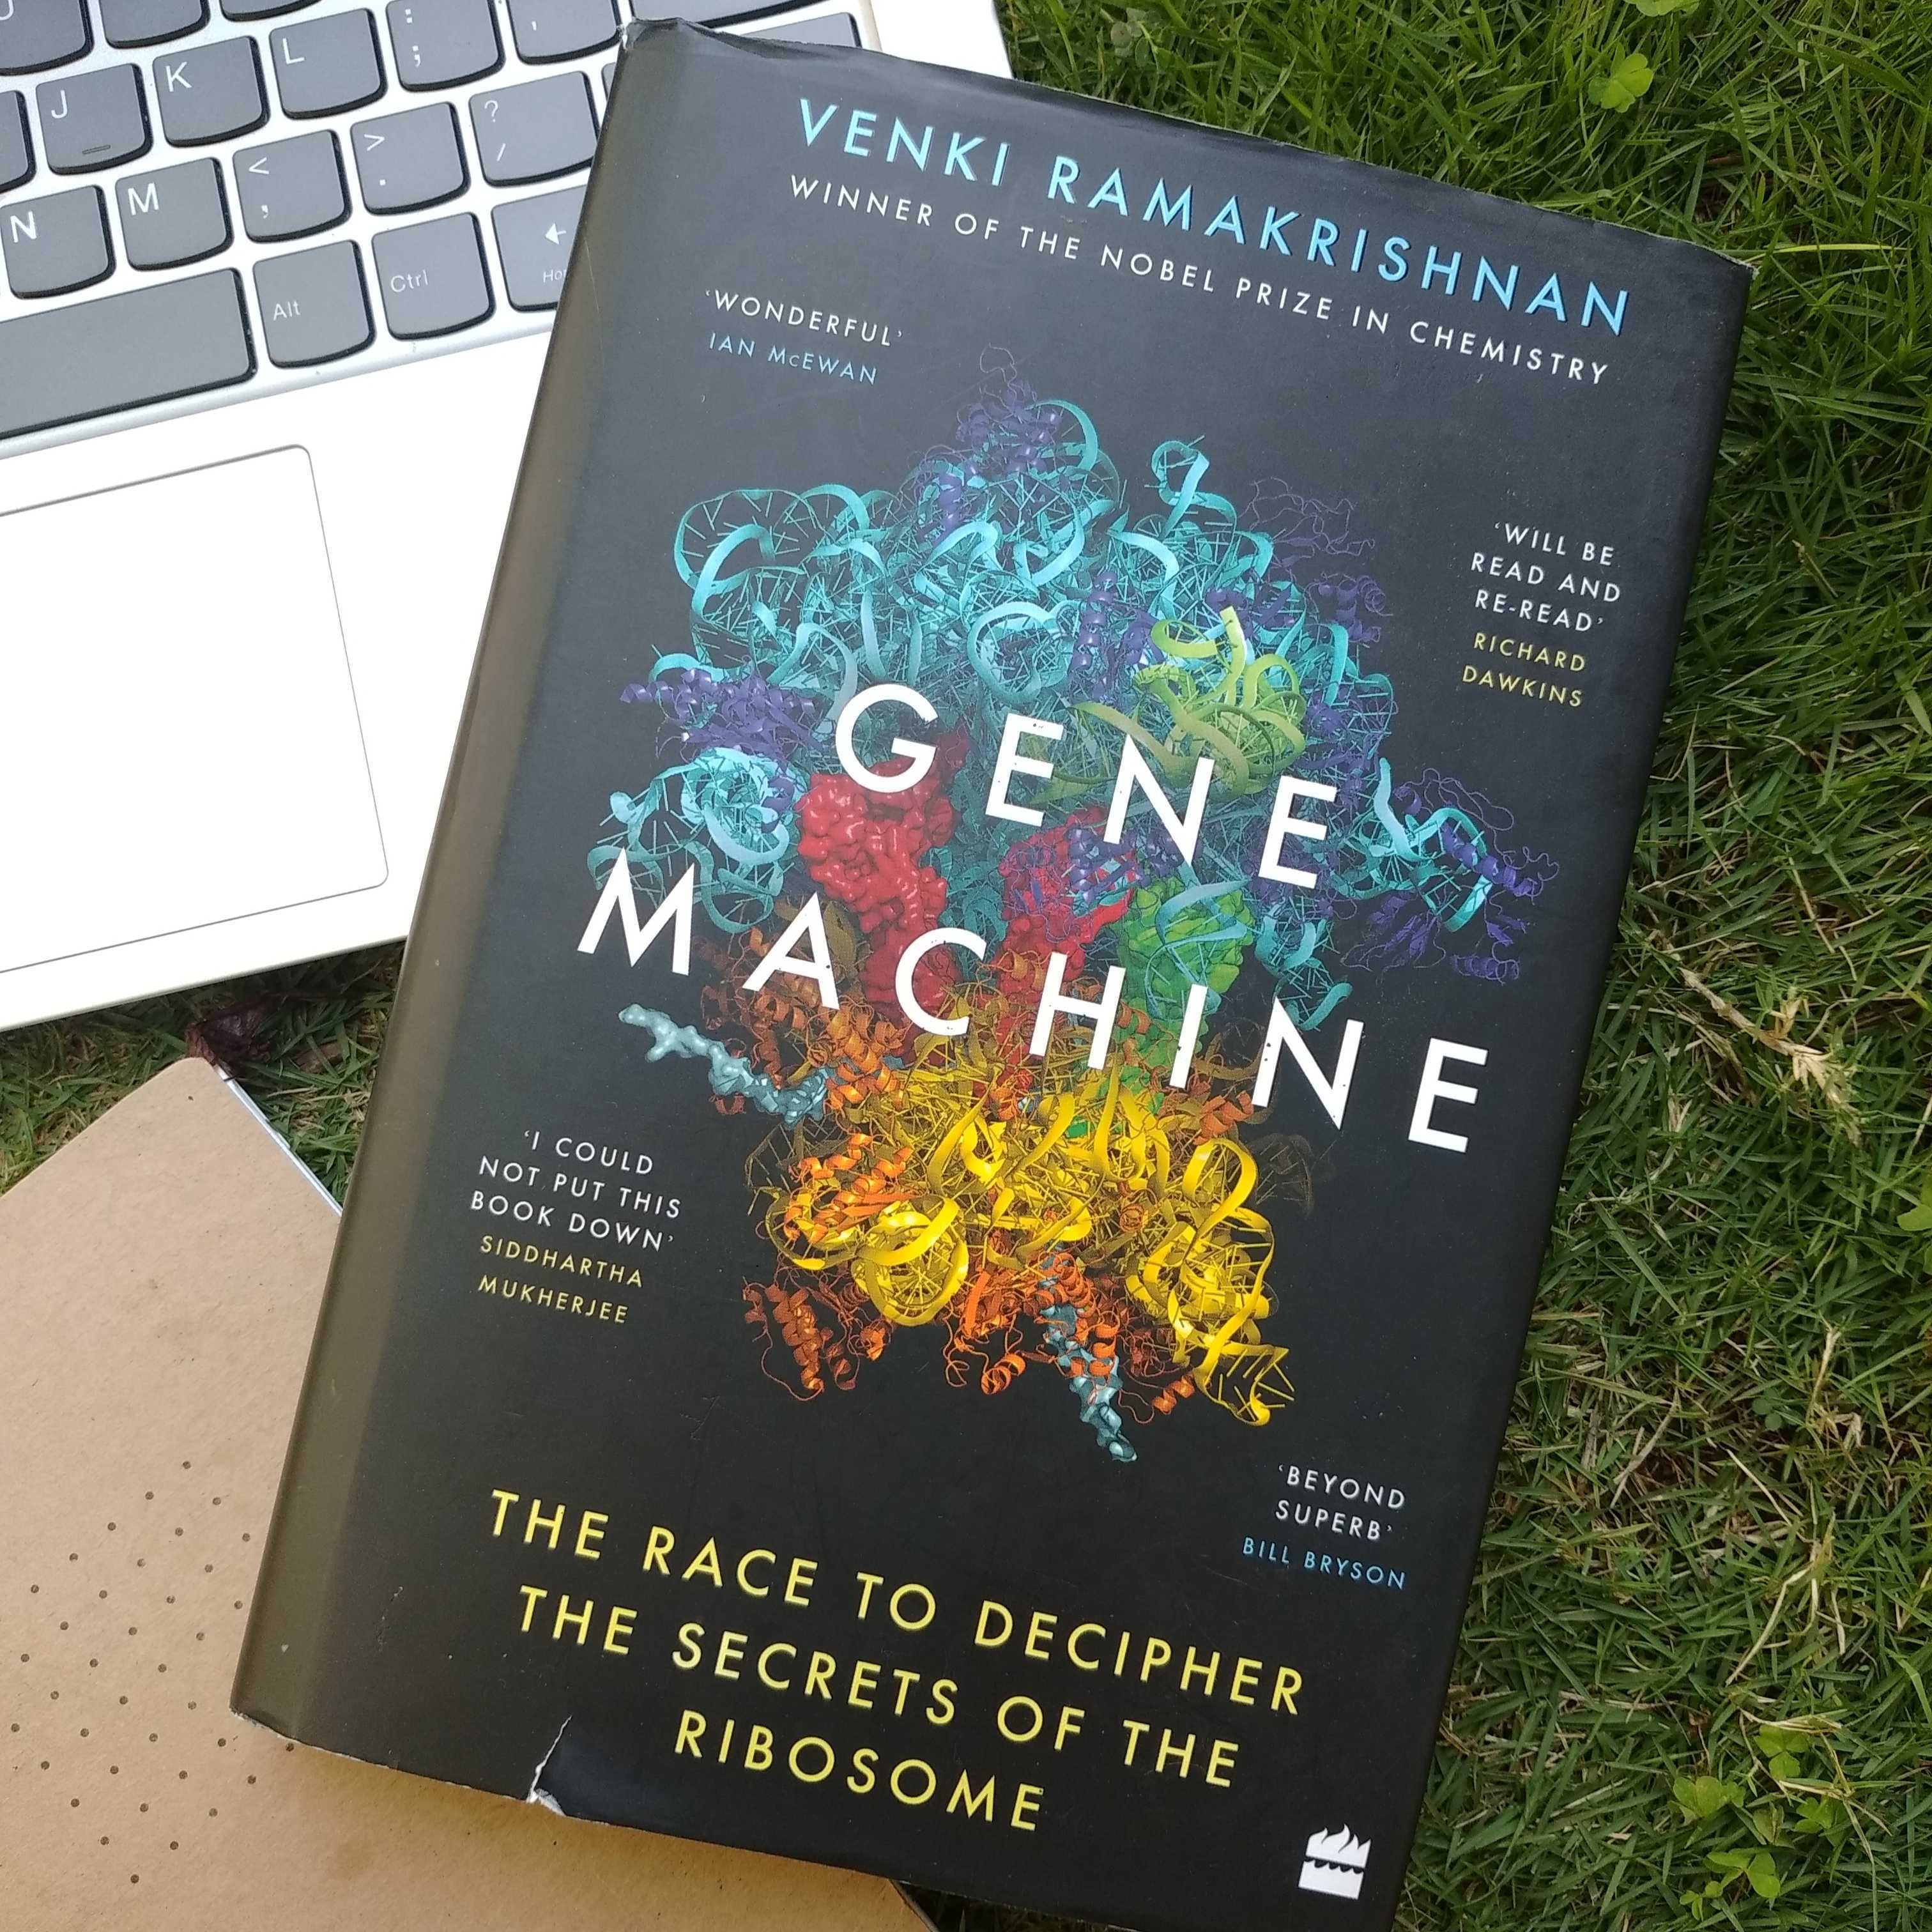 J
K
L
:
;
N
M
<
,
>
.
?
/
Alt
Ctrl
VENKI RAMAKRISHNAN
WINNER OF THE NOBEL PRIZE IN CHEMISTRY
‘WONDERFUL’
IAN McEWAN
‘WILL BE
READ AND
RE-READ’
RICHARD
DAWKINS
GENE
MACHINE
‘I COULD
NOT PUT THIS
BOOK DOWN’
SIDDHARTHA
MUKHERJEE
‘BEYOND
SUPERB’
BILL BRYSON
THE RACE TO DECIPHER
THE SECRETS OF THE
RIBOSOME